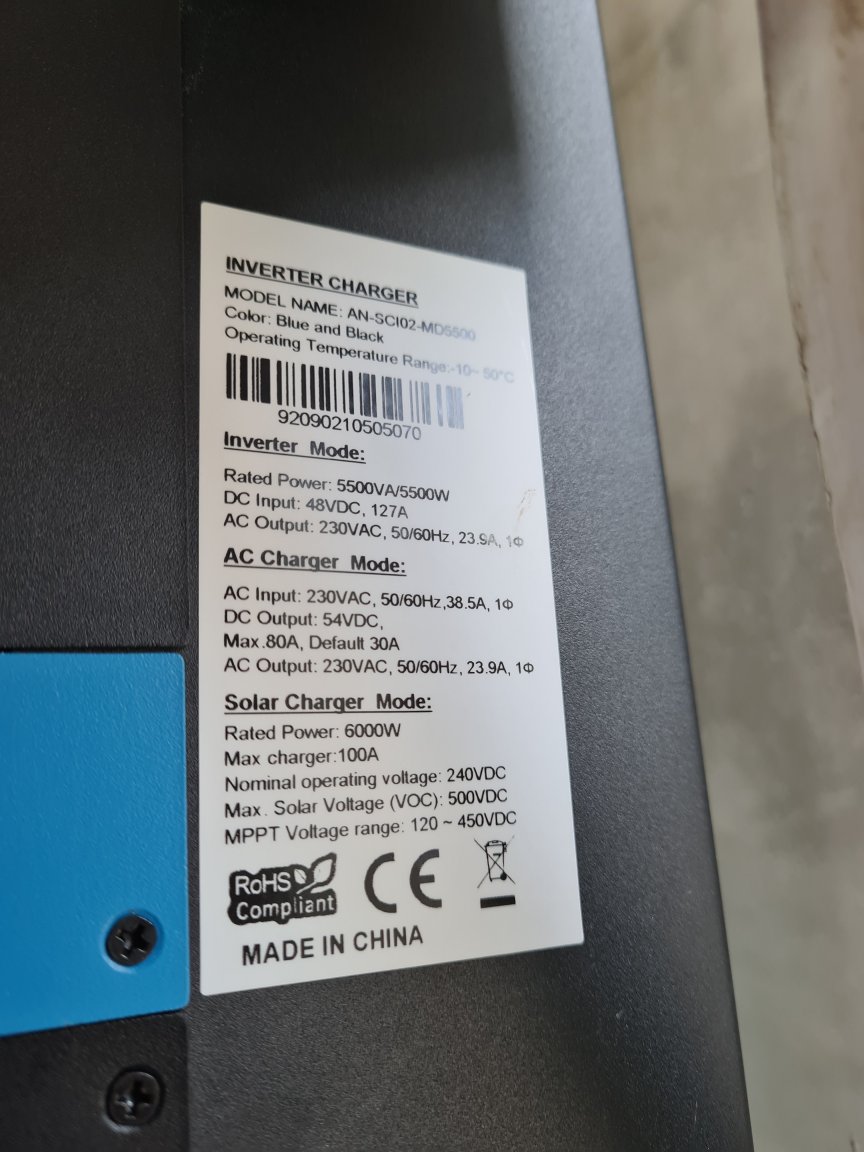 INVERTER CHARGER
MODEL NAME: AN-SCI02-MD5500
Color: Blue and Black
Operating Temperature Range:-10~ 50°C
92090210505070
Inverter Mode:
Rated Power: 5500VA/5500W
DC Input: 48VDC, 127A
AC Output: 230VAC, 50/60Hz, 23.9A, 1Φ
AC Charger Mode:
AC Input: 230VAC, 50/60Hz,38.5A, 1Φ
DC Output: 54VDC,
Max.80A, Default 30A
AC Output: 230VAC, 50/60Hz, 23.9A, 1Φ
Solar Charger Mode:
Rated Power: 6000W
Max charger:100A
Nominal operating voltage: 240VDC
Max. Solar Voltage (VOC): 500VDC
MPPT Voltage range: 120 ~ 450VDC
RoHS
Compliant
CE
MADE IN CHINA